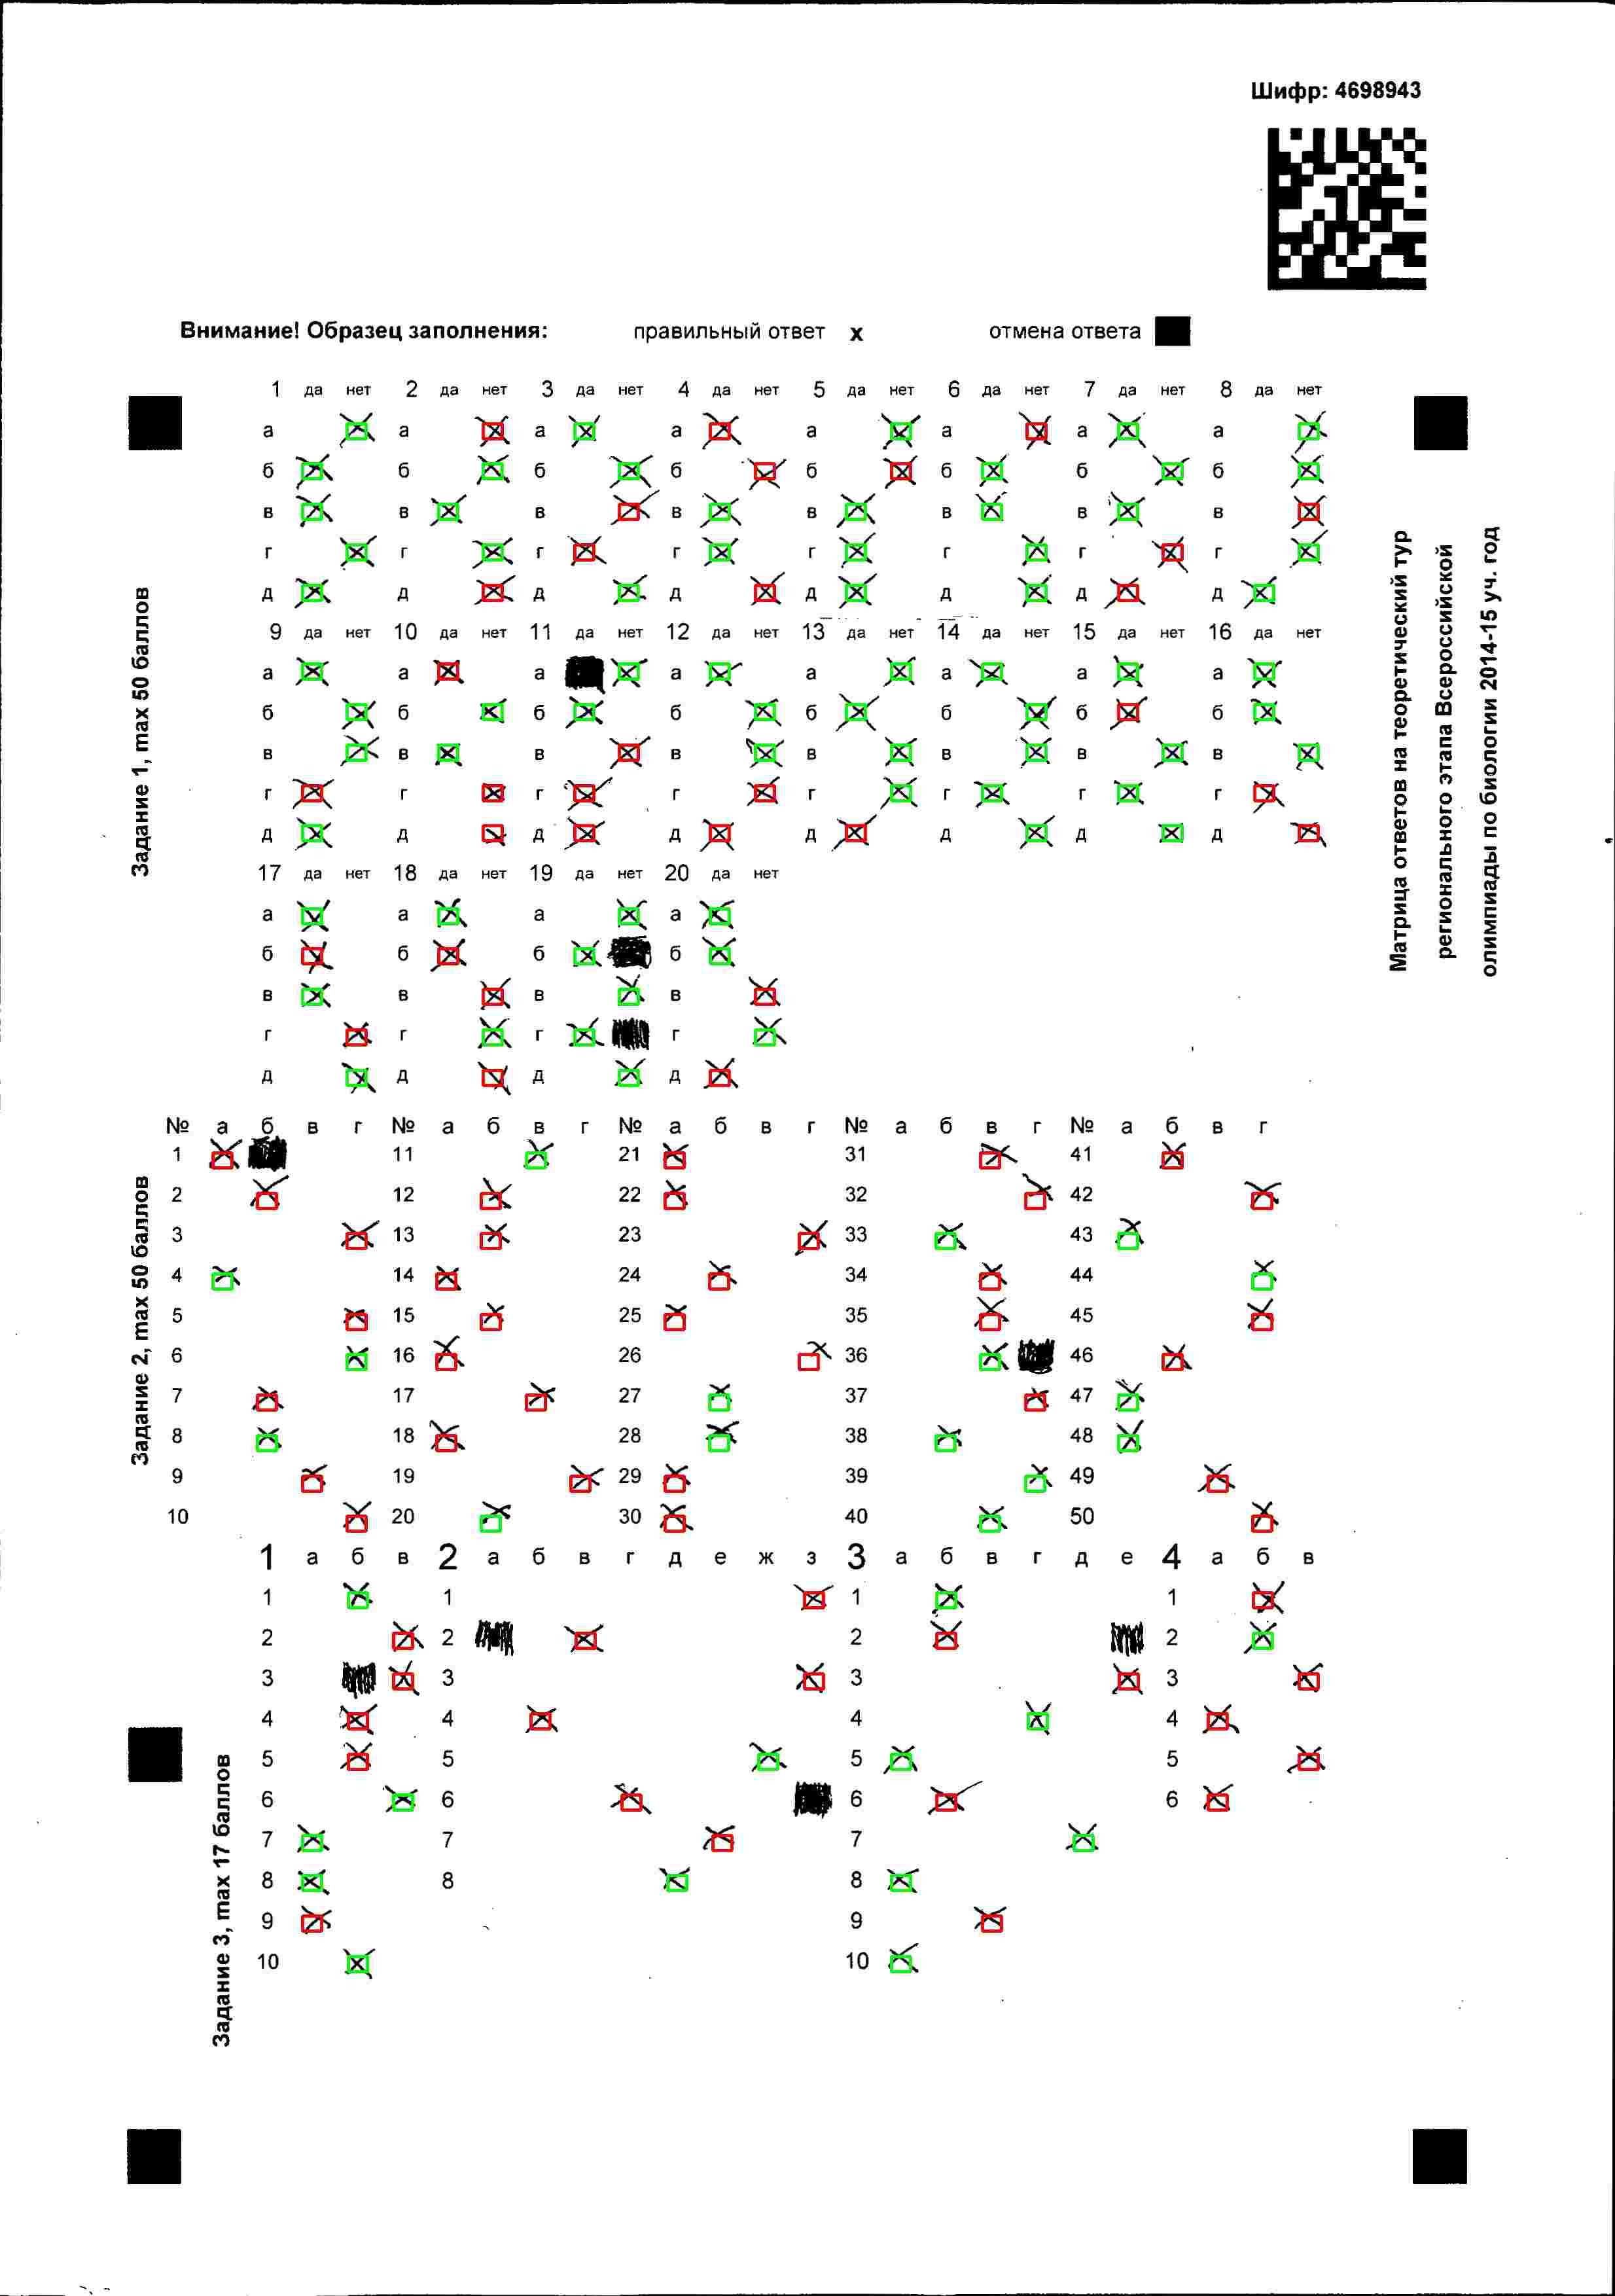 Шифр: 4698943
Внимание! Образец заполнения: правильный ответ x отмена ответа
1 да нет 2 да нет 3 да нет 4 да нет 5 да нет 6 да нет 7 да нет 8 да нет
а а а а а а а а
б б б б б б б б
в в в в в в в в
г г г г г г г г
д д д д д д д д
9 да нет 10 да нет 11 да нет 12 да нет 13 да нет 14 да нет 15 да нет 16 да нет
а а а а а а а а
б б б б б б б б
в в в в в в в в
г г г г г г г г
д д д д д д д д
17 да нет 18 да нет 19 да нет 20 да нет
а а а а
б б б б
в в в в
г г г г
д д д д
Задание 1, max 50 баллов
№ а б в г № а б в г № а б в г № а б в г № а б в г
1 11 21 31 41
2 12 22 32 42
3 13 23 33 43
4 14 24 34 44
5 15 25 35 45
6 16 26 36 46
7 17 27 37 47
8 18 28 38 48
9 19 29 39 49
10 20 30 40 50
Задание 2, max 50 баллов
1 а б в 2 а б в г д е ж з 3 а б в г д е 4 а б в
1 1 1 1
2 2 2 2
3 3 3 3
4 4 4 4
5 5 5 5
6 6 6 6
7 7 7
8 8 8
9 9
10 10
Задание 3, max 17 баллов
Матрица ответов на теоретический тур
регионального этапа Всероссийской
олимпиады по биологии 2014-15 уч. год